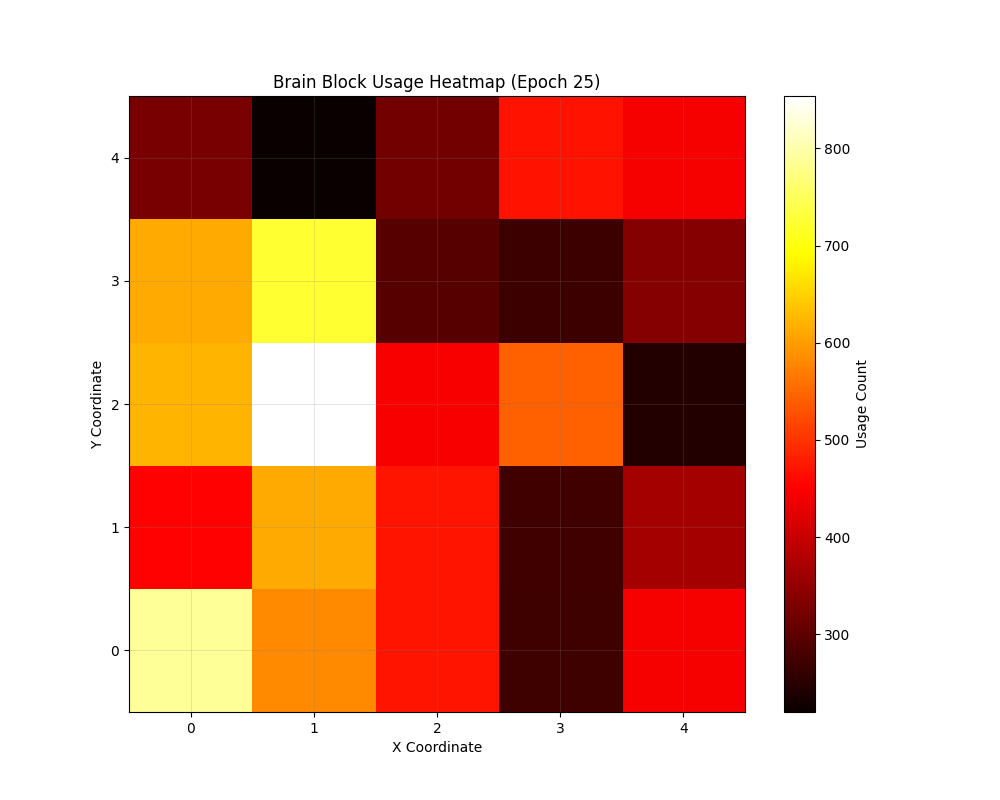 Brain Block Usage Heatmap (Epoch 25)
4
3
2
1
0
Y Coordinate
0 1 2 3 4
X Coordinate
800
700
600
500
400
300
Usage Count